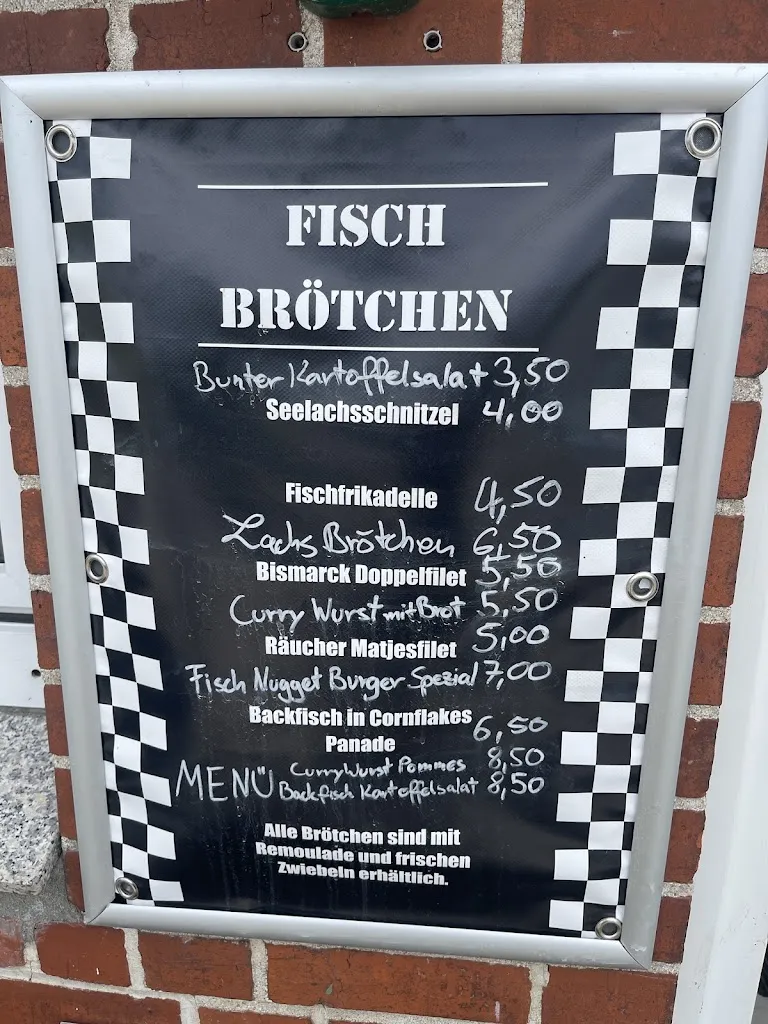 FISCH
BRÖTCHEN
Bunter Kartoffelsalat 3,50
Seelachsschnitzel 4,00
Fischfrikadelle 4,50
Lachs Brötchen 6,50
Bismarck Doppelfilet 5,50
Curry Wurst mit Brot 5,50
Räucher Matjesfilet 5,00
Fisch Nugget Burger Spezial 7,00
Backfisch in Cornflakes
Panade 6,50
MENÜ CurryWurst Pommes 8,50
Backfisch Kartoffelsalat 8,50
Alle Brötchen sind mit
Remoulade und frischen
Zwiebeln erhältlich.